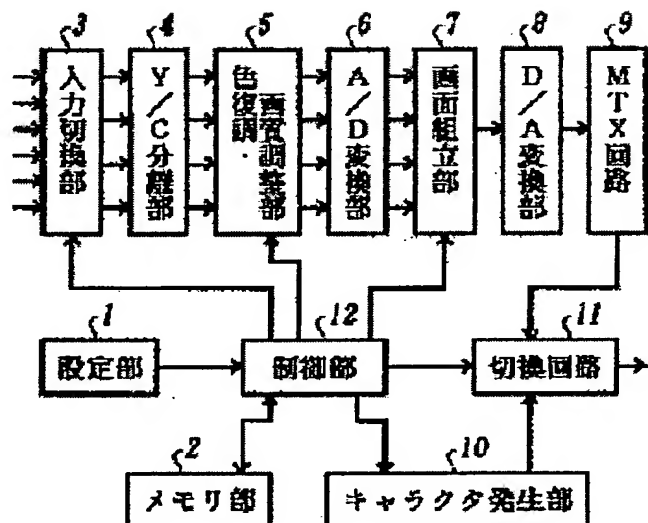 3
入力切換部
4
Y/C分離部
5
色復調
画質調整部
6
A/D変換部
7
画面組立部
8
D/A変換部
9
MTX回路
1
設定部
12
制御部
11
切換回路
2
メモリ部
10
キャラクタ発生部